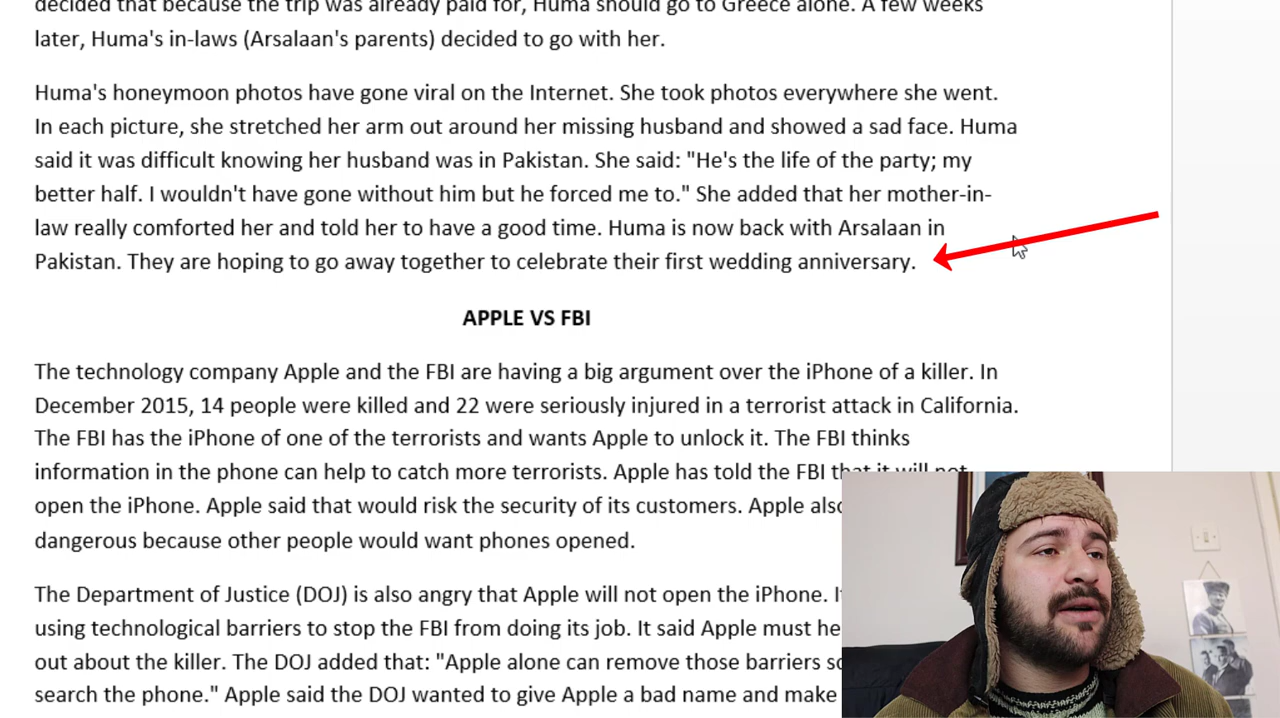 decided that because the trip was already paid for, Huma should go to Greece alone. A few weeks
later, Huma's in-laws (Arsalaan's parents) decided to go with her.
Huma's honeymoon photos have gone viral on the Internet. She took photos everywhere she went.
In each picture, she stretched her arm out around her missing husband and showed a sad face. Huma
said it was difficult knowing her husband was in Pakistan. She said: "He's the life of the party; my
better half. I wouldn't have gone without him but he forced me to." She added that her mother-in-
law really comforted her and told her to have a good time. Huma is now back with Arsalaan in
Pakistan. They are hoping to go away together to celebrate their first wedding anniversary.
APPLE VS FBI
The technology company Apple and the FBI are having a big argument over the iPhone of a killer. In
December 2015, 14 people were killed and 22 were seriously injured in a terrorist attack in California.
The FBI has the iPhone of one of the terrorists and wants Apple to unlock it. The FBI thinks
information in the phone can help to catch more terrorists. Apple has told the FBI that it will not
open the iPhone. Apple said that would risk the security of its customers. Apple
dangerous because other people would want phones opened.
The Department of Justice (DOJ) is also angry that Apple will not open the iPhone.
using technological barriers to stop the FBI from doing its job. It said Apple must
out about the killer. The DOJ added that: "Apple alone can remove those barriers
search the phone." Apple said the DOJ wanted to give Apple a bad name and make